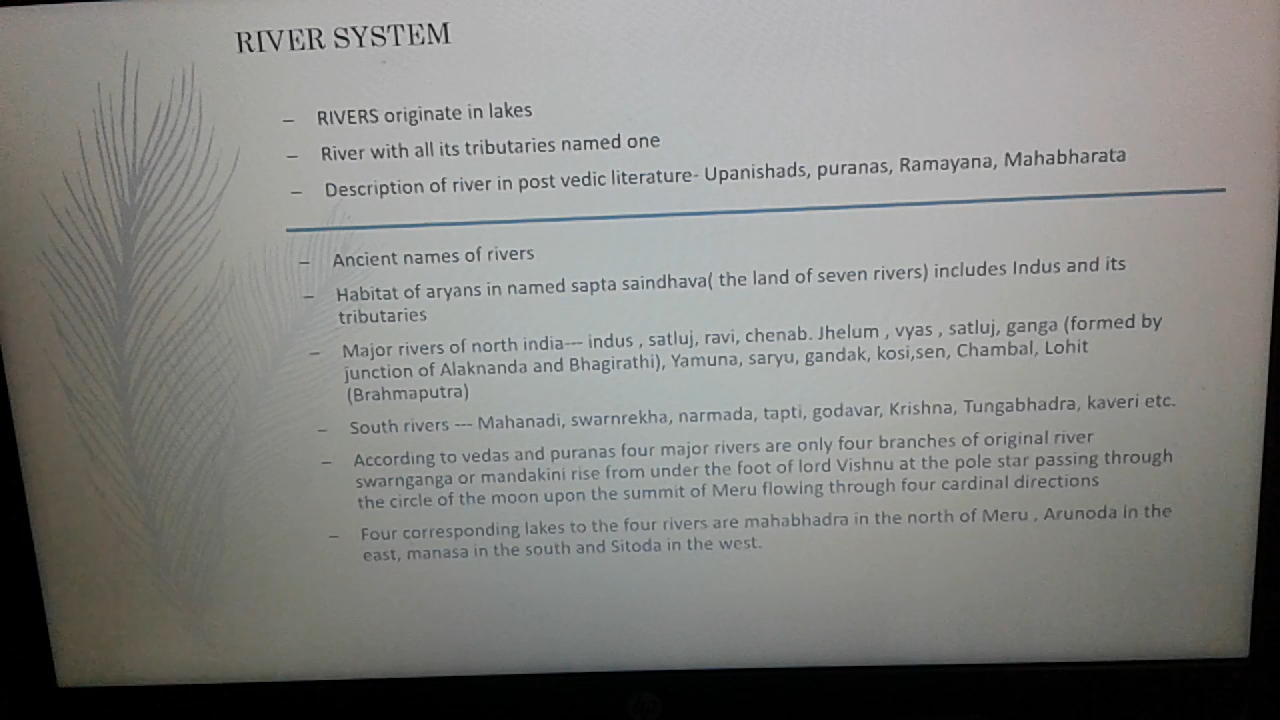 RIVER SYSTEM
– RIVERS originate in lakes
– River with all its tributaries named one
– Description of river in post vedic literature- Upanishads, puranas, Ramayana, Mahabharata
– Ancient names of rivers
– Habitat of aryans in named sapta saindhava( the land of seven rivers) includes Indus and its
tributaries
– Major rivers of north india--- indus , satluj, ravi, chenab. Jhelum , vyas , satluj, ganga (formed by
junction of Alaknanda and Bhagirathi), Yamuna, saryu, gandak, kosi,sen, Chambal, Lohit
(Brahmaputra)
– South rivers --- Mahanadi, swarnrekha, narmada, tapti, godavar, Krishna, Tungabhadra, kaveri etc.
– According to vedas and puranas four major rivers are only four branches of original river
swarnganga or mandakini rise from under the foot of lord Vishnu at the pole star passing through
the circle of the moon upon the summit of Meru flowing through four cardinal directions
– Four corresponding lakes to the four rivers are mahabhadra in the north of Meru , Arunoda in the
east, manasa in the south and Sitoda in the west.
hp